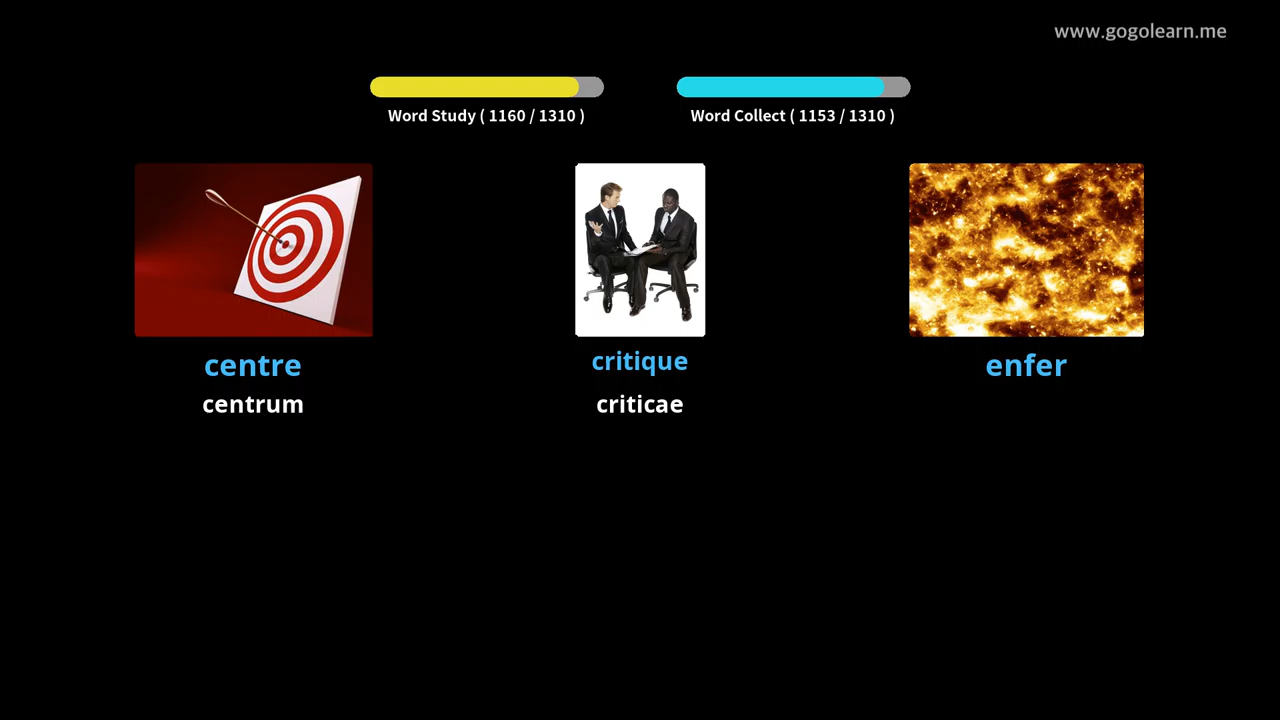 www.gogolearn.me
Word Study ( 1160 / 1310 )
Word Collect ( 1153 / 1310 )
centre
critique
enfer
centrum
criticae